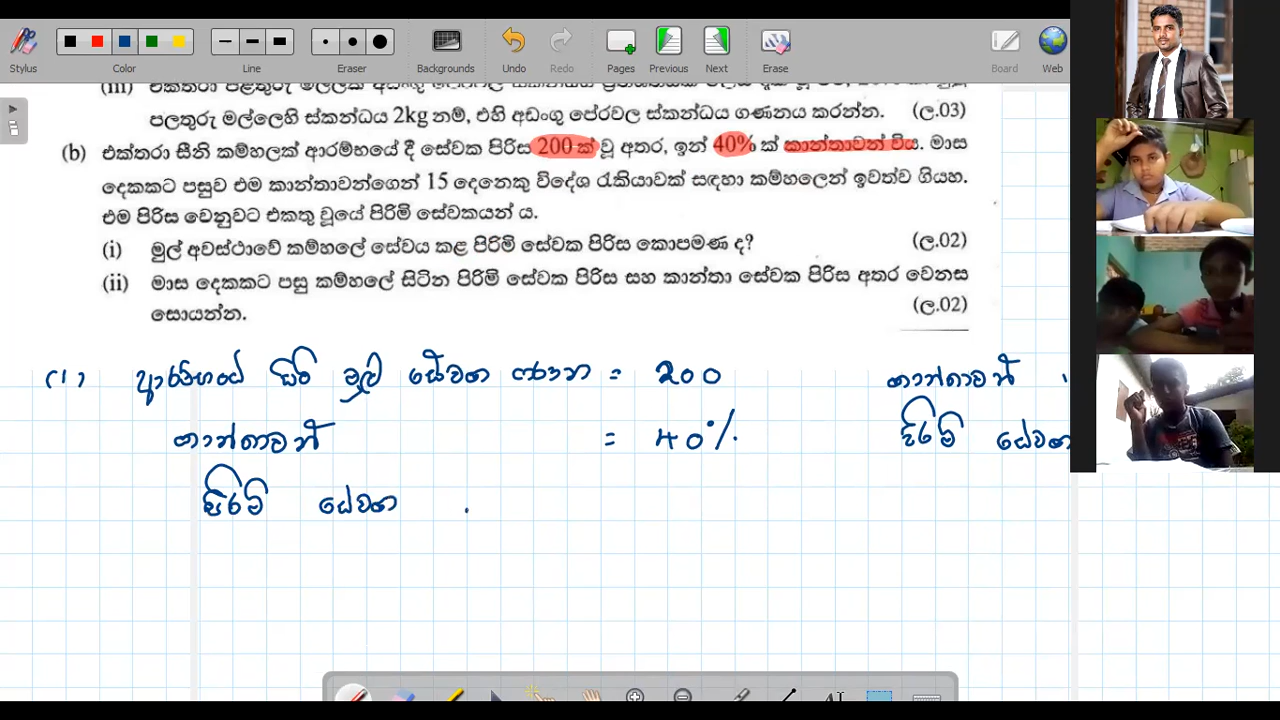 Stylus Color Line Eraser Backgrounds Undo Redo Pages Previous Next Erase Board Web
පලතුරු මල්ලෙහි ස්කන්ධය 2kg නම්, එහි අඩංගු පේරවල ස්කන්ධය ගණනය කරන්න. (ල.03)
(b) එක්තරා සීනි කම්හලක් ආරම්භයේ දී සේවක පිරිස 200 ක් වූ අතර, ඉන් 40% ක් කාන්තාවන් විය. මාස
දෙකකට පසුව එම කාන්තාවන්ගෙන් 15 දෙනෙකු විදේශ රැකියාවක් සඳහා කම්හලෙන් ඉවත්ව ගියහ.
එම පිරිස වෙනුවට එකතු වූයේ පිරිමි සේවකයන් ය.
(i) මුල් අවස්ථාවේ කම්හලේ සේවය කළ පිරිමි සේවක පිරිස කොපමණ ද? (ල.02)
(ii) මාස දෙකකට පසු කම්හලේ සිටින පිරිමි සේවක පිරිස සහ කාන්තා සේවක පිරිස අතර වෙනස
සොයන්න. (ල.02)
(i) ආරම්භයේ සිටි මුල් සේවක ගණන = 200 කාන්තාවන්
කාන්තාවන් = 40% පිරිමි සේවක
පිරිමි සේවක